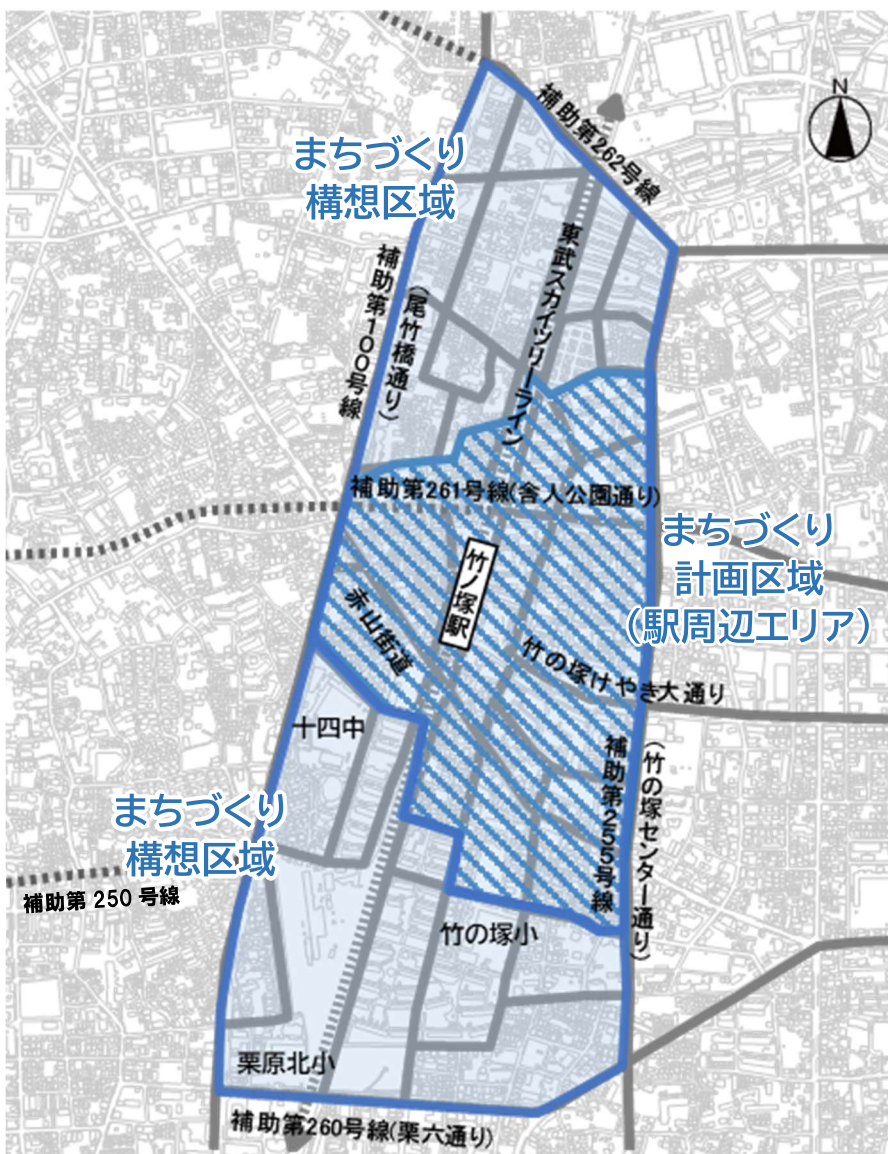 N
補助第262号線
まちづくり
構想区域
東武スカイツリーライン
補助第100号線
(尾竹橋通り)
補助第261号線(舎人公園通り)
まちづくり
計画区域
(駅周辺エリア)
竹ノ塚駅
赤山街道
竹の塚けやき大通り
十四中
補助第255号線
(竹の塚センター通り)
まちづくり
構想区域
補助第250号線
竹の塚小
栗原北小
補助第260号線(栗六通り)